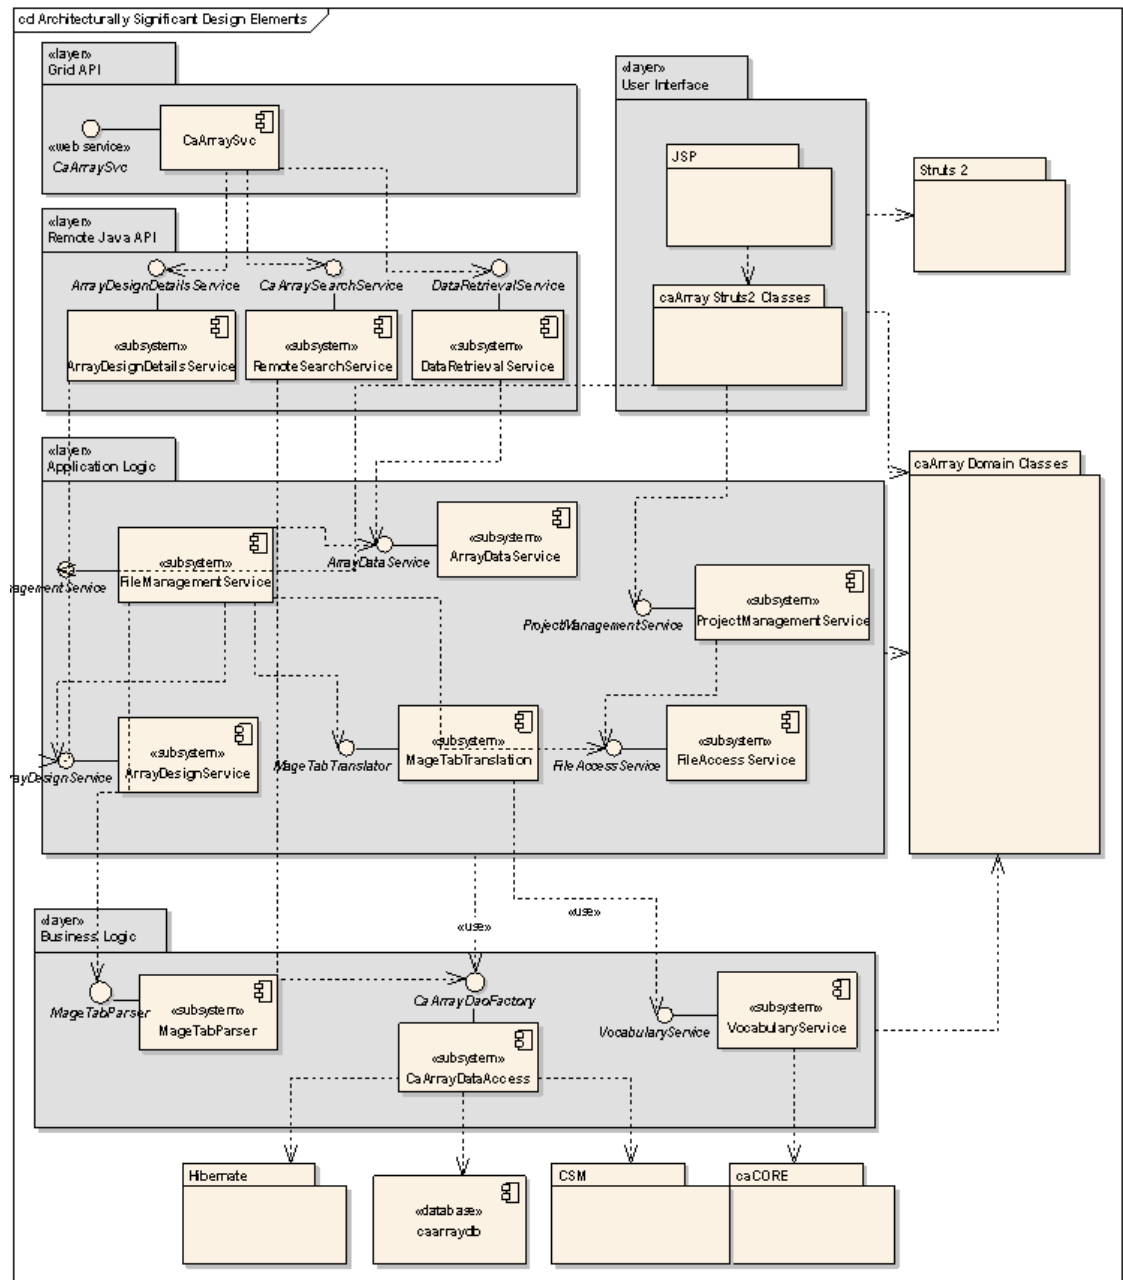 cd Architecturally Significant Design Elements
«layer»
Grid API
CaArraySvc
«web service»
CaArraySvc
«layer»
User Interface
JSP
caArray Struts2 Classes
Struts 2
«layer»
Remote Java API
ArrayDesignDetailsService
CaArraySearchService
DataRetrievalService
«subsystem»
ArrayDesignDetailsService
«subsystem»
RemoteSearchService
«subsystem»
DataRetrievalService
«layer»
Application Logic
caArray Domain Classes
«subsystem»
FileManagementService
agementService
ArrayDataService
«subsystem»
ArrayDataService
ProjectManagementService
«subsystem»
ProjectManagementService
rayDesignService
«subsystem»
ArrayDesignService
MageTabTranslator
«subsystem»
MageTabTranslation
FileAccessService
«subsystem»
FileAccessService
«use»
«use»
«layer»
Business Logic
MageTabParser
«subsystem»
MageTabParser
CaArrayDaoFactory
«subsystem»
CaArrayDataAccess
VocabularyService
«subsystem»
VocabularyService
Hibernate
«database»
caarraydb
CSM
caCORE